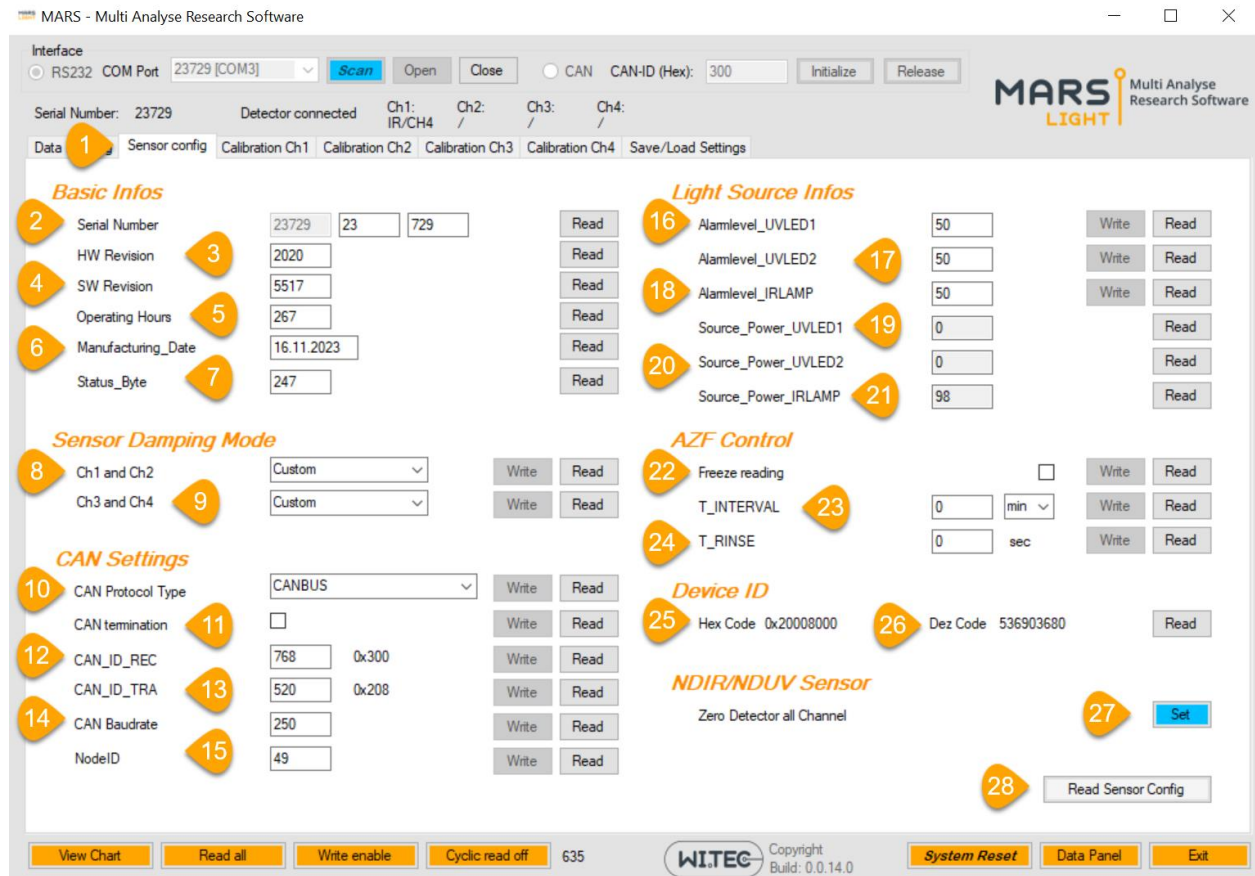 MARS - Multi Analyse Research Software
Interface
RS232 COM Port 23729 [COM3] Scan Open Close CAN CAN-ID (Hex): 300 Initialize Release
MARS LIGHT
Multi Analyse
Research Software
Serial Number: 23729 Detector connected Ch1: IR/CH4 Ch2: / Ch3: / Ch4: /
Data 1 Sensor config Calibration Ch1 Calibration Ch2 Calibration Ch3 Calibration Ch4 Save/Load Settings
Basic Infos
2 Serial Number 23729 23 729 Read
HW Revision 3 2020 Read
4 SW Revision 5517 Read
Operating Hours 5 267 Read
6 Manufacturing_Date 16.11.2023 Read
Status_Byte 7 247 Read
Sensor Damping Mode
8 Ch1 and Ch2 Custom Write Read
Ch3 and Ch4 9 Custom Write Read
CAN Settings
10 CAN Protocol Type CANBUS Write Read
CAN termination 11 Write Read
12 CAN_ID_REC 768 0x300 Write Read
CAN_ID_TRA 13 520 0x208 Write Read
14 CAN Baudrate 250 Write Read
NodeID 15 49 Write Read
Light Source Infos
16 Alarmlevel_UVLED1 50 Write Read
Alarmlevel_UVLED2 17 50 Write Read
18 Alarmlevel_IRLAMP 50 Write Read
Source_Power_UVLED1 19 0 Read
20 Source_Power_UVLED2 0 Read
Source_Power_IRLAMP 21 98 Read
AZF Control
22 Freeze reading Write Read
T_INTERVAL 23 0 min Write Read
24 T_RINSE 0 sec Write Read
Device ID
25 Hex Code 0x20008000 26 Dez Code 536903680 Read
NDIR/NDUV Sensor
Zero Detector all Channel 27 Set
28 Read Sensor Config
View Chart Read all Write enable Cyclic read off 635 WI.TEC Copyright Build: 0.0.14.0 System Reset Data Panel Exit